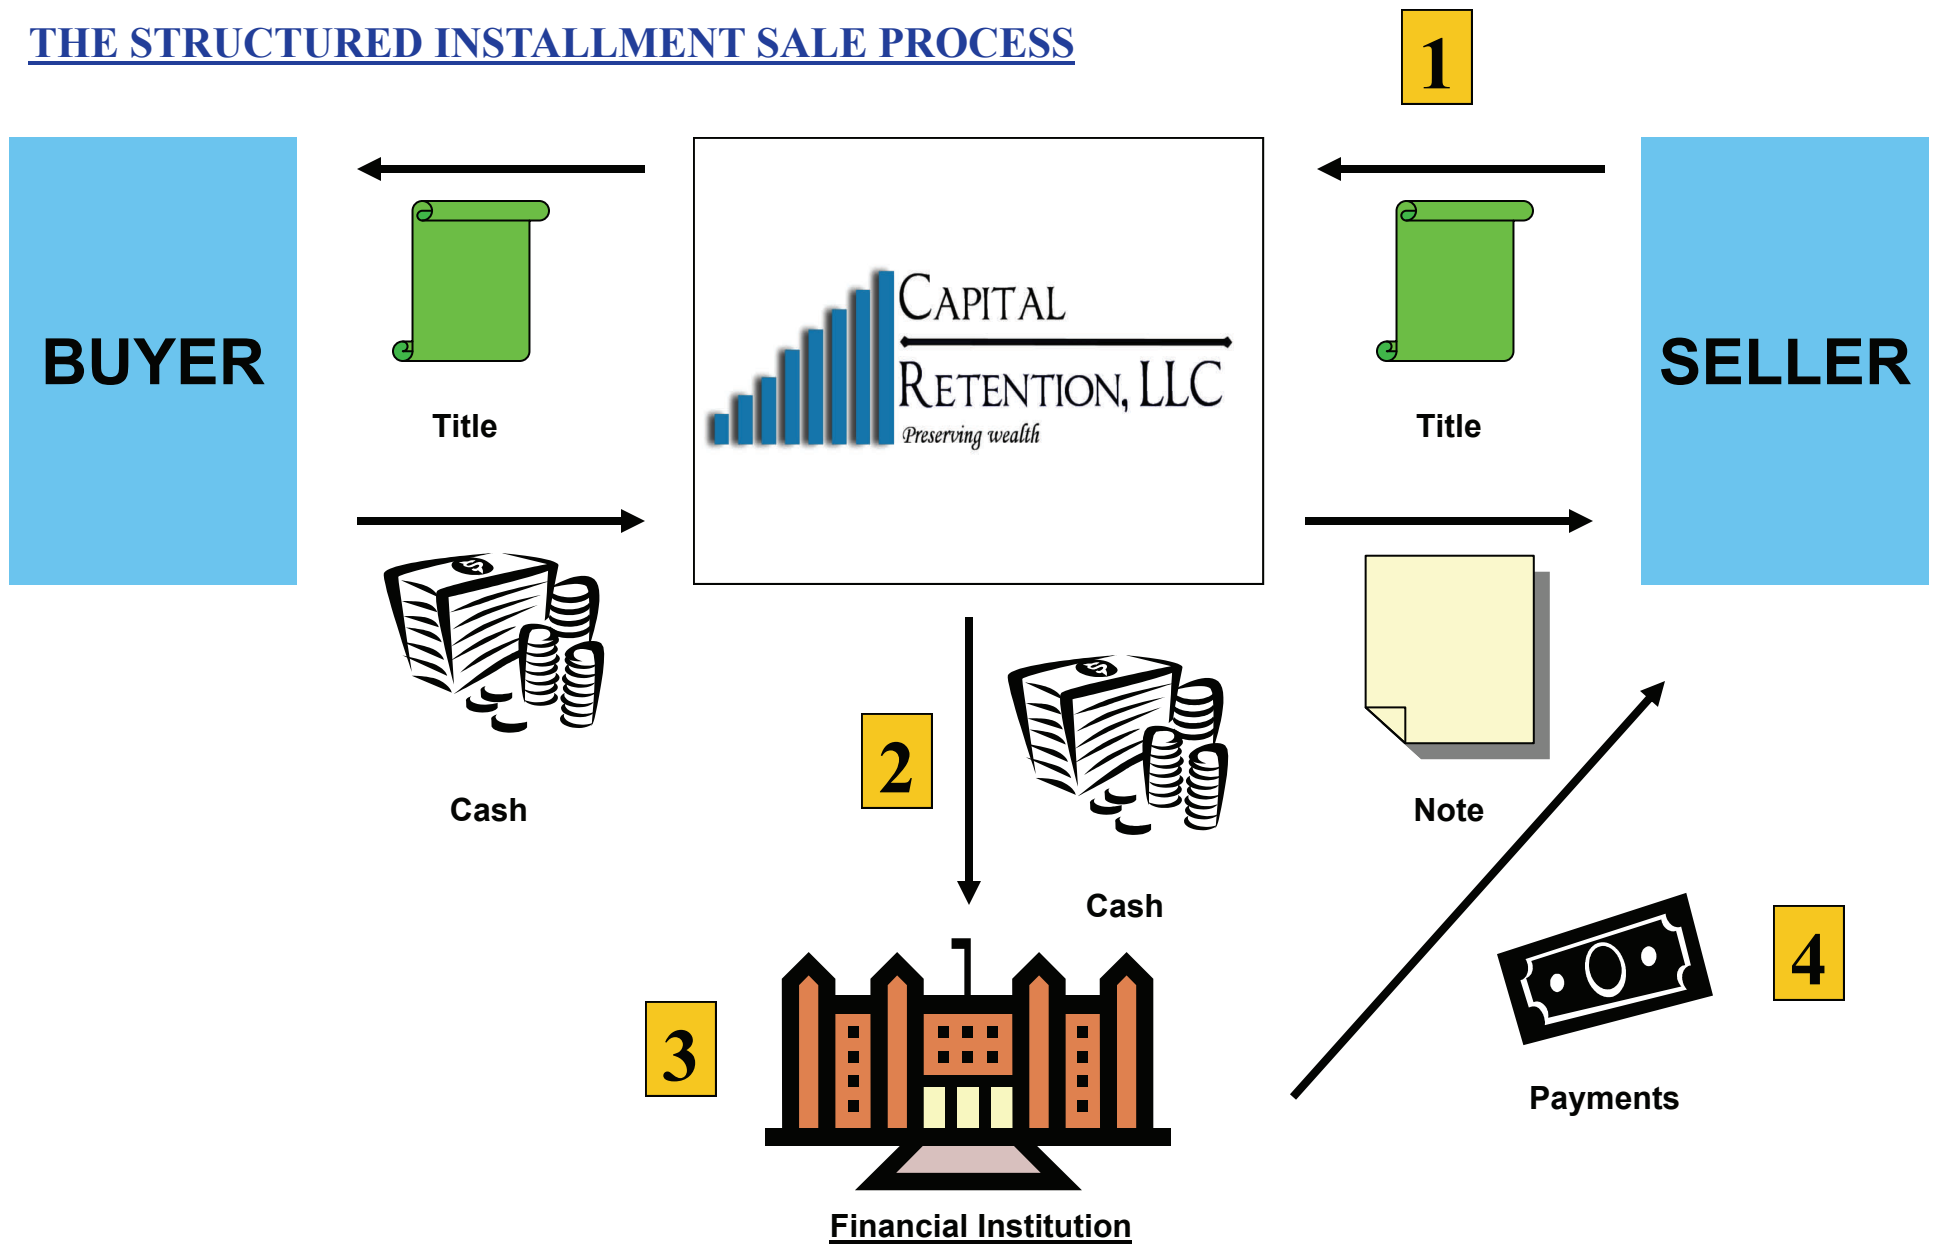 THE STRUCTURED INSTALLMENT SALE PROCESS
1
BUYER
Title
Cash
CAPITAL
RETENTION, LLC
Preserving wealth
Title
SELLER
Note
2
Cash
3
4
Payments
Financial Institution